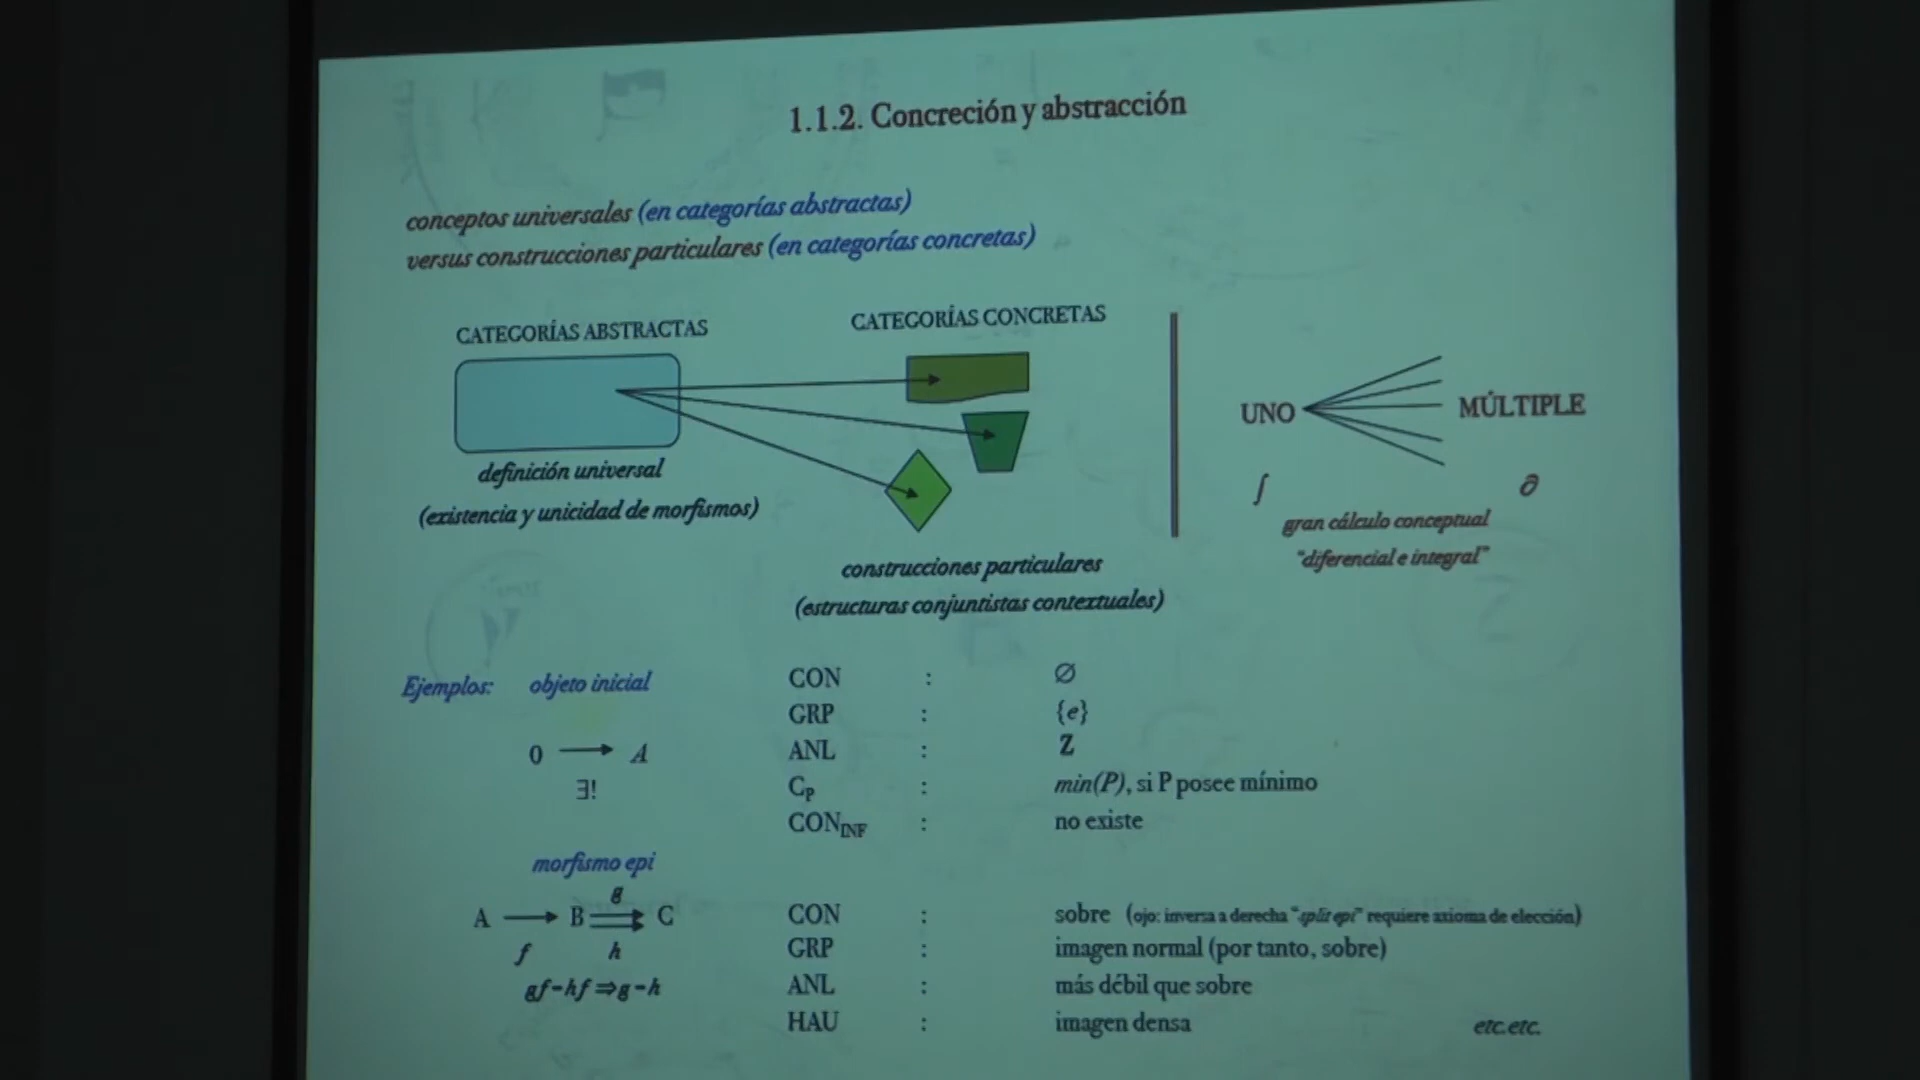 1.1.2. Concreción y abstracción
conceptos universales (en categorías abstractas)
versus construcciones particulares (en categorías concretas)
CATEGORÍAS ABSTRACTAS
CATEGORÍAS CONCRETAS
UNO
MÚLTIPLE
definición universal
(existencia y unicidad de morfismos)
∫
∂
gran cálculo conceptual
"diferencial e integral"
construcciones particulares
(estructuras conjuntistas contextuales)
Ejemplos: objeto inicial
CON : ∅
GRP : {e}
0 → A
ANL : Z
∃!
C_P : min(P), si P posee mínimo
CON_INF : no existe
morfismo epi
g
A → B ⇉ C
f h
gf=hf ⇒ g=h
CON : sobre (ojo: inversa a derecha "split epi" requiere axioma de elección)
GRP : imagen normal (por tanto, sobre)
ANL : más débil que sobre
HAU : imagen densa
etc.etc.